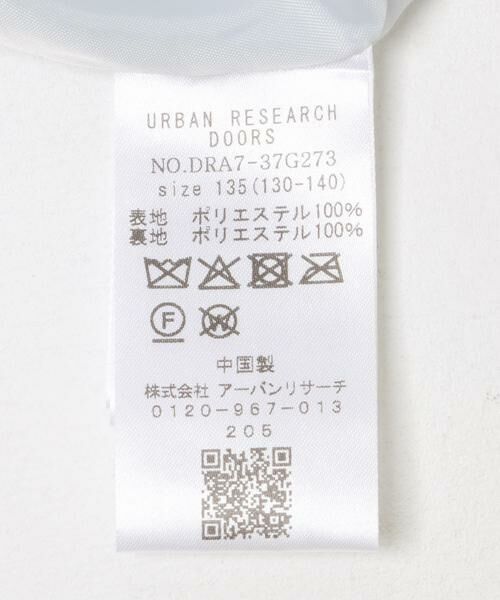 URBAN RESEARCH
DOORS
NO.DRA7-37G273
size 135(130-140)
表地 ポリエステル100%
裏地 ポリエステル100%
F W
中国製
株式会社 アーバンリサーチ
0120-967-013
205